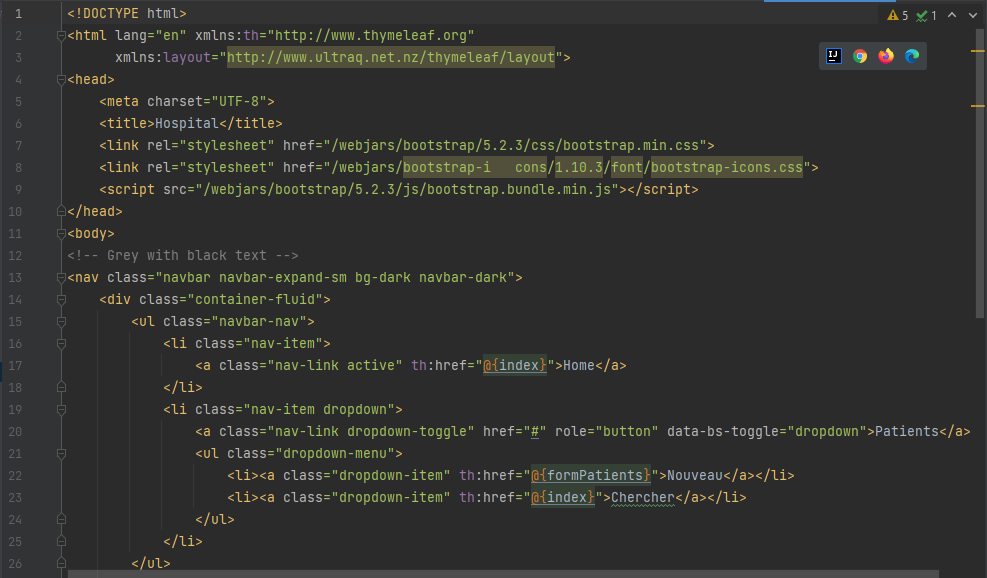 5 1
1 <!DOCTYPE html>
2 <html lang="en" xmlns:th="http://www.thymeleaf.org"
3 xmlns:layout="http://www.ultraq.net.nz/thymeleaf/layout">
4 <head>
5 <meta charset="UTF-8">
6 <title>Hospital</title>
7 <link rel="stylesheet" href="/webjars/bootstrap/5.2.3/css/bootstrap.min.css">
8 <link rel="stylesheet" href="/webjars/bootstrap-i cons/1.10.3/font/bootstrap-icons.css">
9 <script src="/webjars/bootstrap/5.2.3/js/bootstrap.bundle.min.js"></script>
10 </head>
11 <body>
12 <!-- Grey with black text -->
13 <nav class="navbar navbar-expand-sm bg-dark navbar-dark">
14 <div class="container-fluid">
15 <ul class="navbar-nav">
16 <li class="nav-item">
17 <a class="nav-link active" th:href="@{index}">Home</a>
18 </li>
19 <li class="nav-item dropdown">
20 <a class="nav-link dropdown-toggle" href="#" role="button" data-bs-toggle="dropdown">Patients</a>
21 <ul class="dropdown-menu">
22 <li><a class="dropdown-item" th:href="@{formPatients}">Nouveau</a></li>
23 <li><a class="dropdown-item" th:href="@{index}">Chercher</a></li>
24 </ul>
25 </li>
26 </ul>